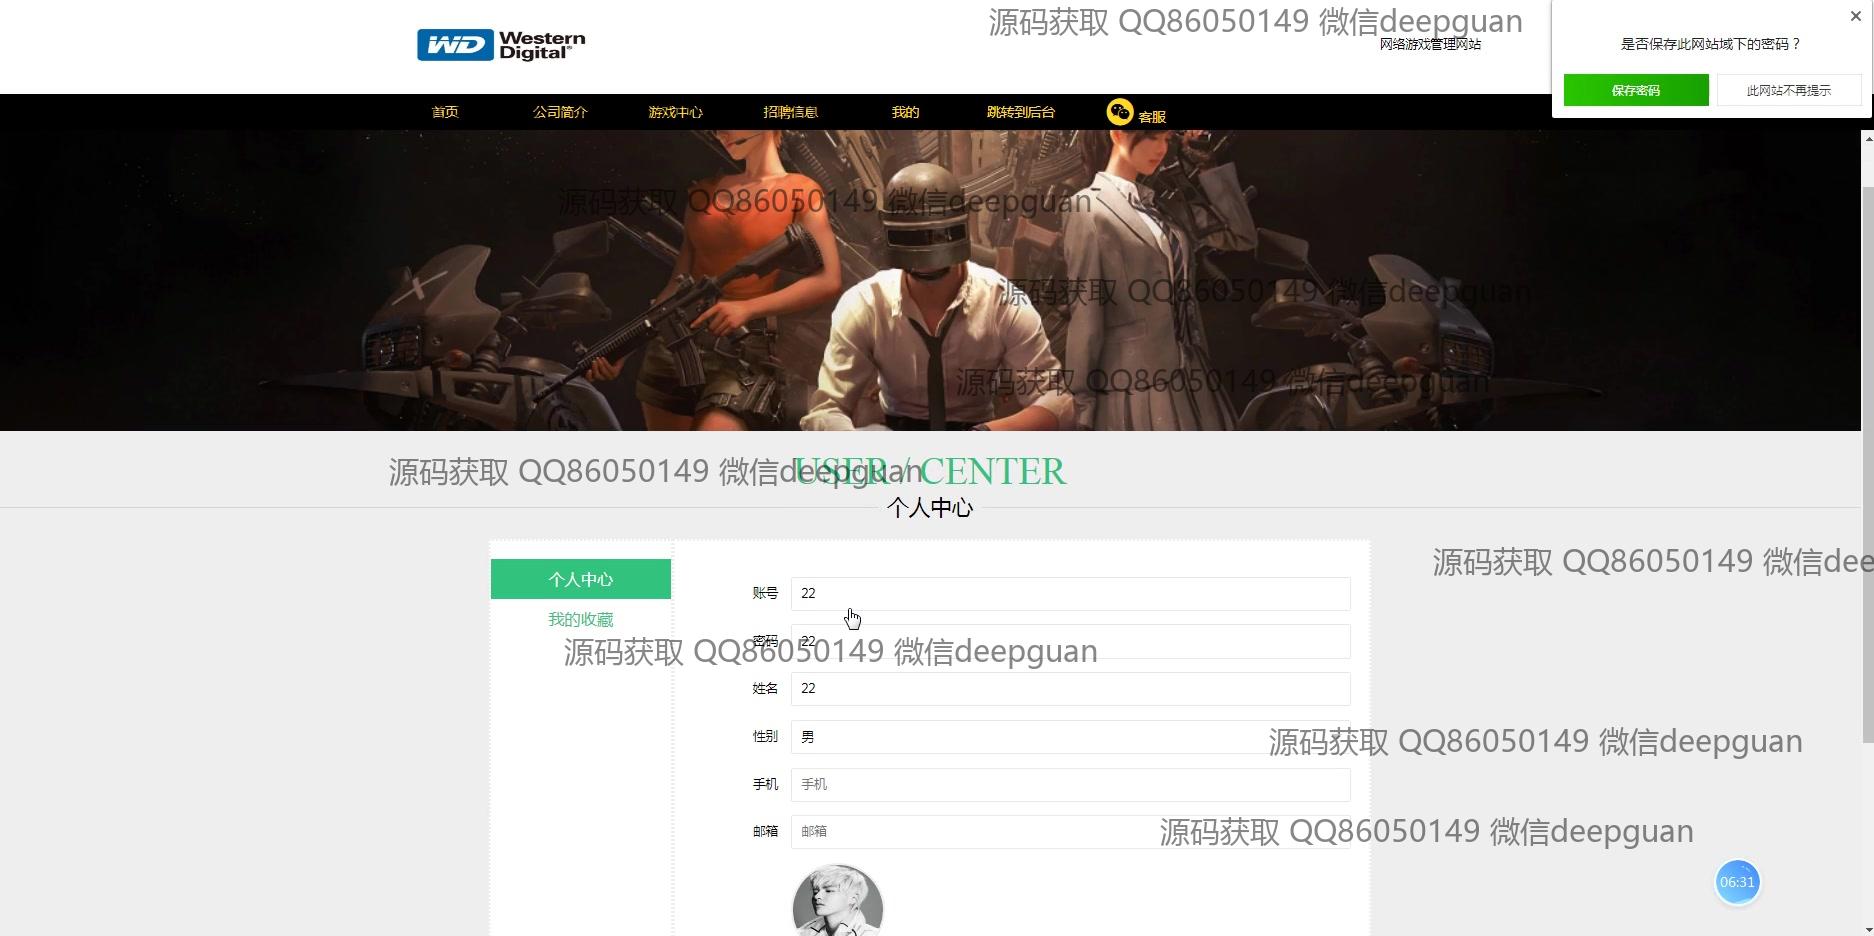 源码获取 QQ86050149 微信deepguan
WD Western Digital®
网络游戏管理网站
是否保存此网站域下的密码？
保存密码
此网站不再提示
首页
公司简介
游戏中心
招聘信息
我的
跳转到后台
客服
源码获取 QQ86050149 微信deepguan
源码获取 QQ86050149 微信deepguan
源码获取 QQ86050149 微信deepguan
源码获取 QQ86050149 微信deepguan
USER / CENTER
个人中心
源码获取 QQ86050149 微信dee
个人中心
我的收藏
账号 22
密码 22
源码获取 QQ86050149 微信deepguan
姓名 22
性别 男
源码获取 QQ86050149 微信deepguan
手机 手机
邮箱 邮箱
源码获取 QQ86050149 微信deepguan
06:31